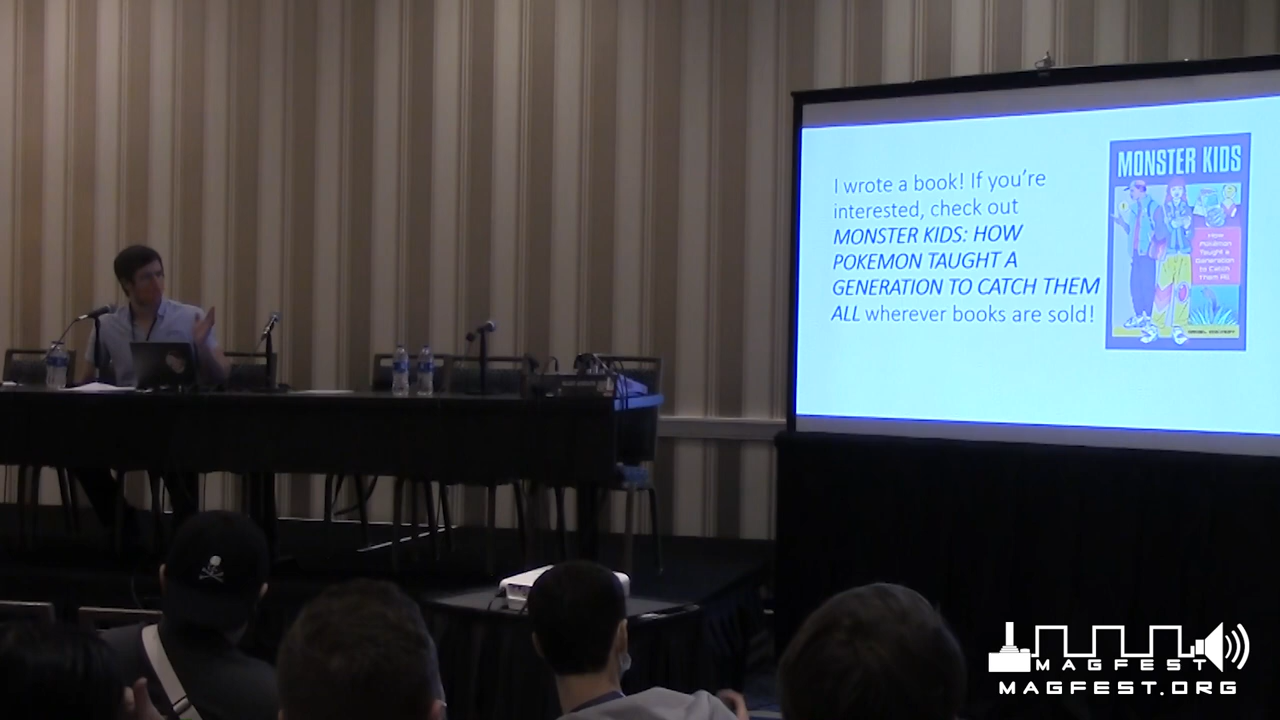 I wrote a book! If you're
interested, check out
MONSTER KIDS: HOW
POKEMON TAUGHT A
GENERATION TO CATCH THEM
ALL wherever books are sold!
MONSTER KIDS
How
Pokémon
Taught a
Generation
to Catch
Them All
MAGFEST
MAGFEST.ORG